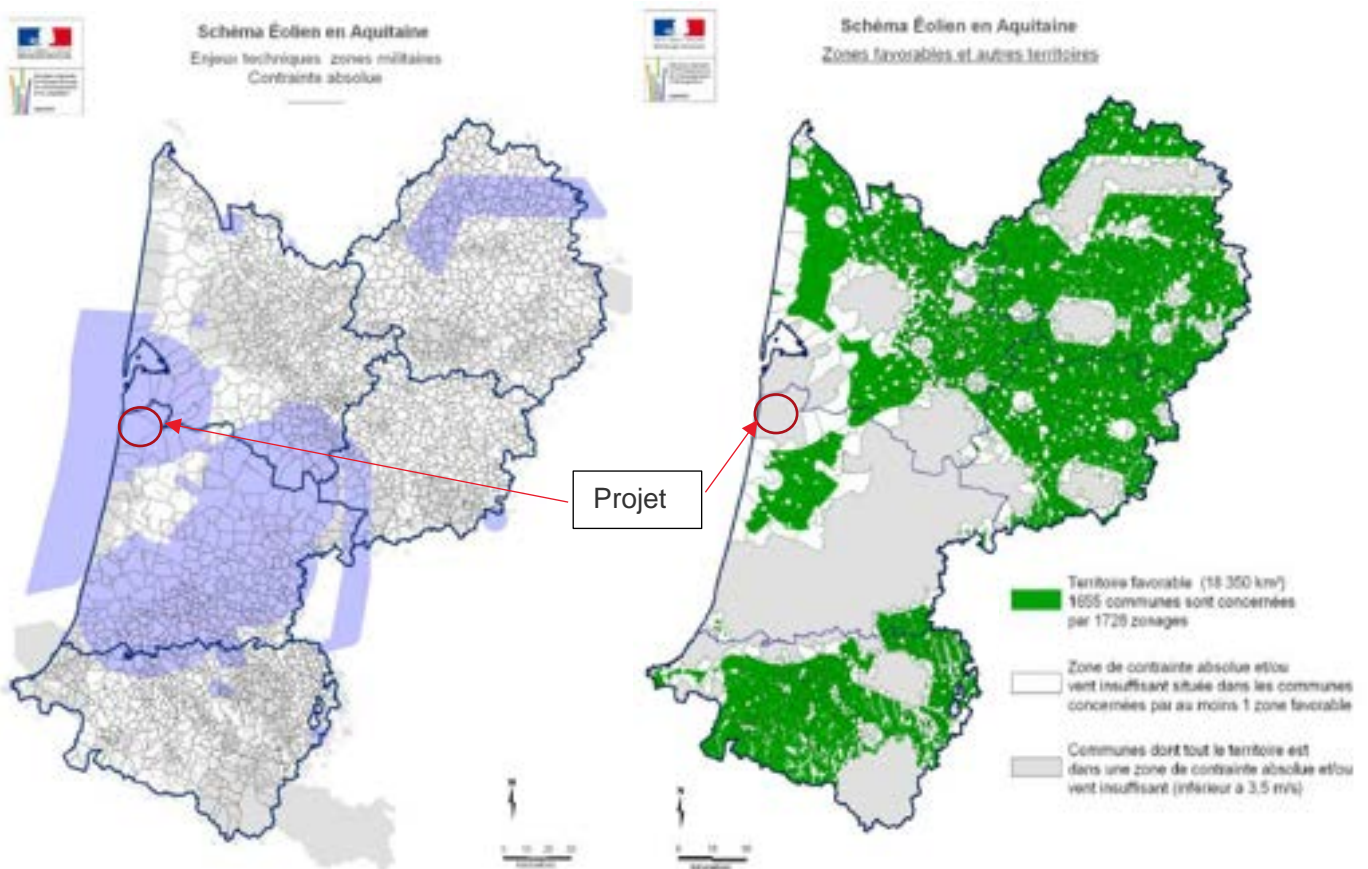 Schéma Éolien en Aquitaine
Enjeux techniques zones militaires
Contrainte absolue
Schéma Éolien en Aquitaine
Zones favorables et autres territoires
Projet
Territoire favorable (18 350 km²)
1655 communes sont concernées
par 1728 zonages
Zone de contrainte absolue et/ou
vent insuffisant située dans les communes
concernées par au moins 1 zone favorable
Communes dont tout le territoire est
dans une zone de contrainte absolue et/ou
vent insuffisant (inférieur a 3,5 m/s)